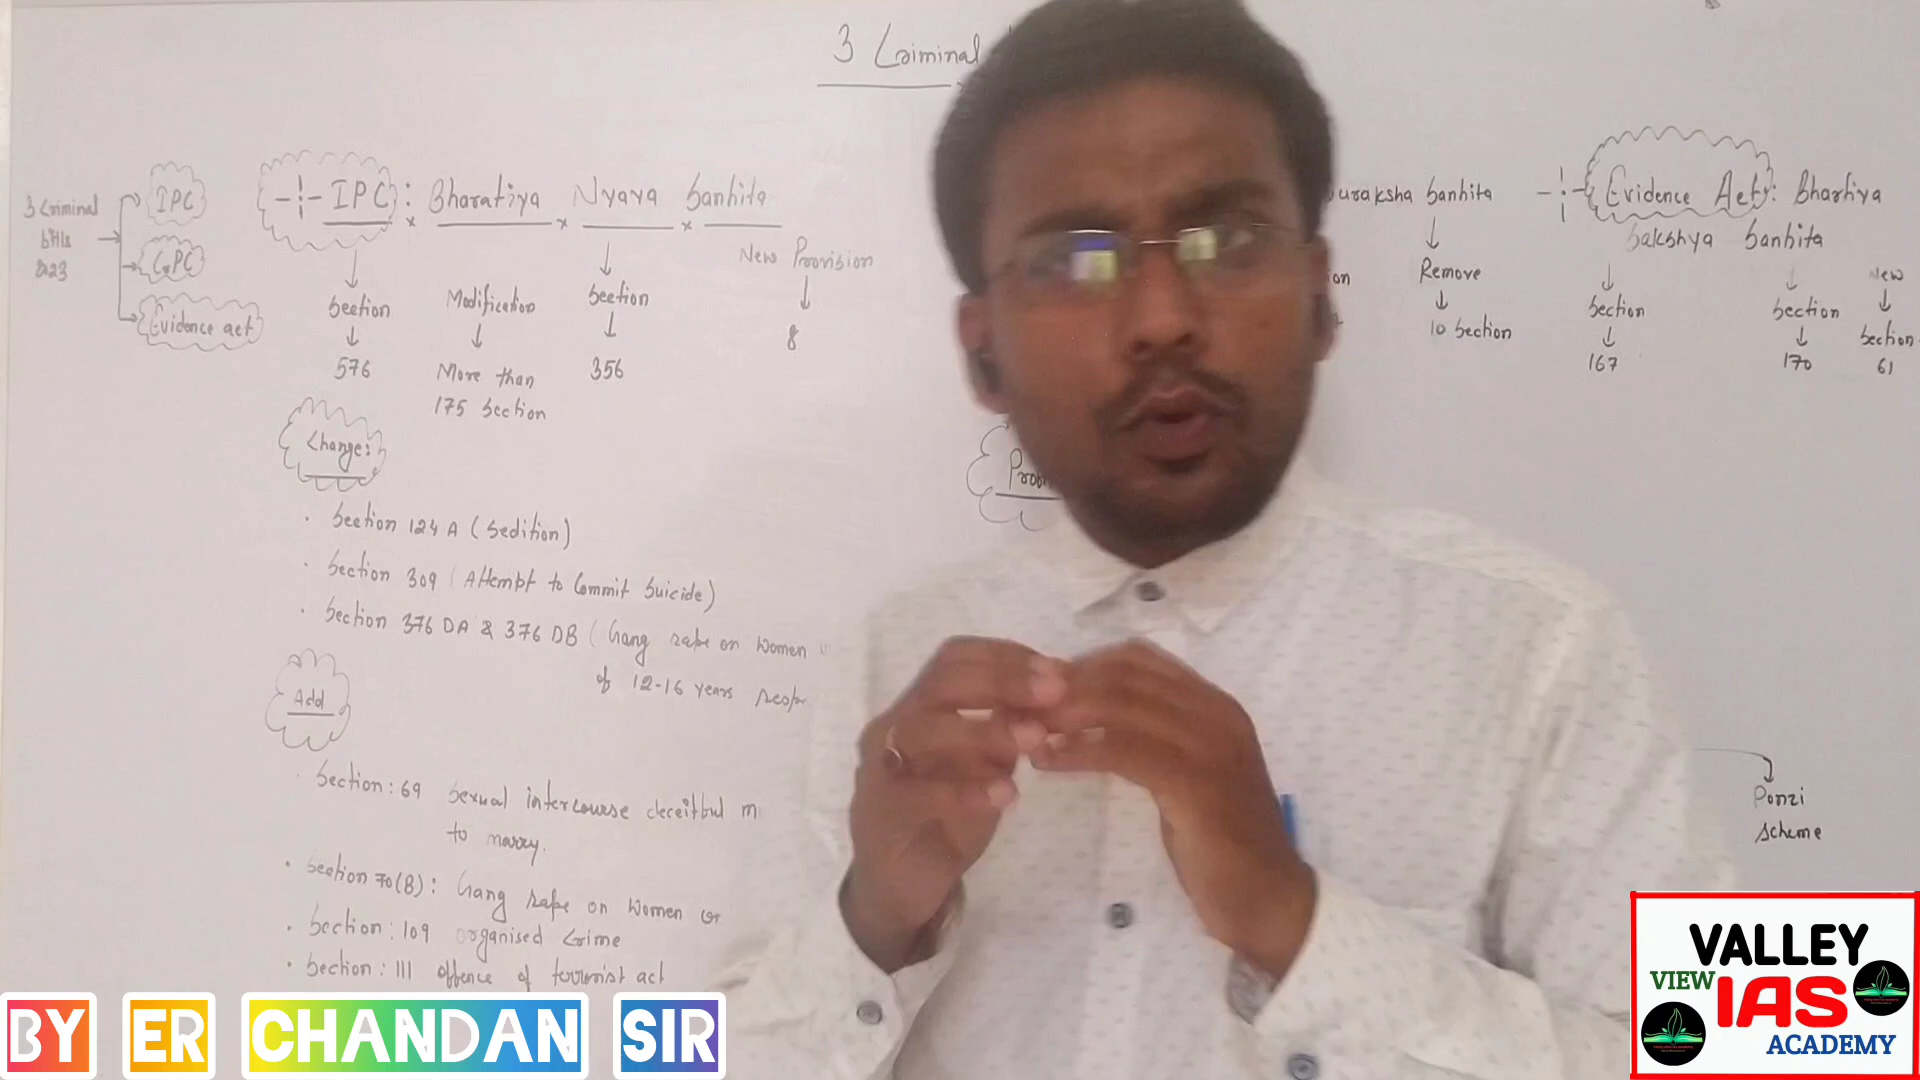 3 Criminal
3 Criminal
bills
2023
IPC
CrPC
Evidence act
IPC: Bharatiya Nyaya Sanhita
Section
576
Modification
More than
175 Section
Section
356
New Provision
8
Change:
Section 124 A (Sedition)
Section 309 (Attempt to Commit Suicide)
Section 376 DA & 376 DB (Gang rape on Women
of 12-16 years resp
Add
Section: 69 Sexual intercourse deceitful m
to marry.
Section 70(B): Gang rape on Women or
Section: 109 organised Crime
Section: 111 offence of terrorist act
uraksha Sanhita
ion
Remove
10 Section
Evidence Act: Bhartiya
Sakshya Sanhita
Section
167
Section
170
New
Section
61
Ponzi
Scheme
BY ER CHANDAN SIR
VALLEY
VIEW IAS
ACADEMY